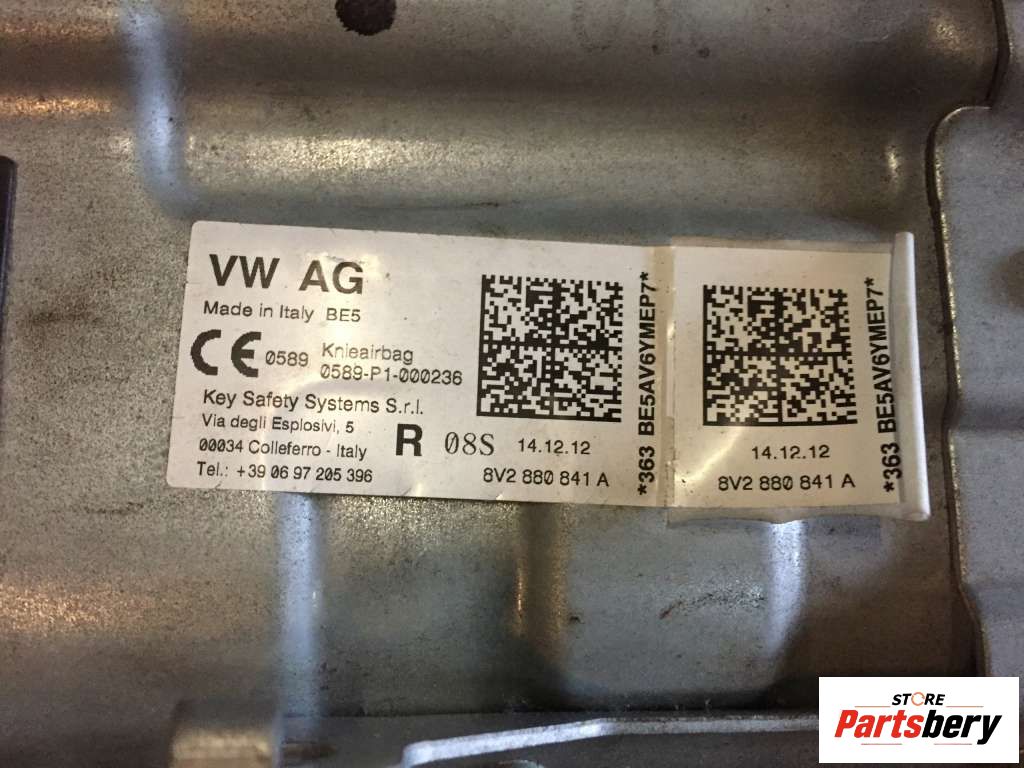 VW AG
Made in Italy BE5
CE 0589 Knieairbag
0589-P1-000236
Key Safety Systems S.r.l.
Via degli Esplosivi, 5
00034 Colleferro - Italy
Tel.: +39 06 97 205 396
R 08S 14.12.12
8V2 880 841 A
*363 BE5AV6YMEP7*
14.12.12
8V2 880 841 A
*363 BE5AV6YMEP7*
STORE
Partsbery